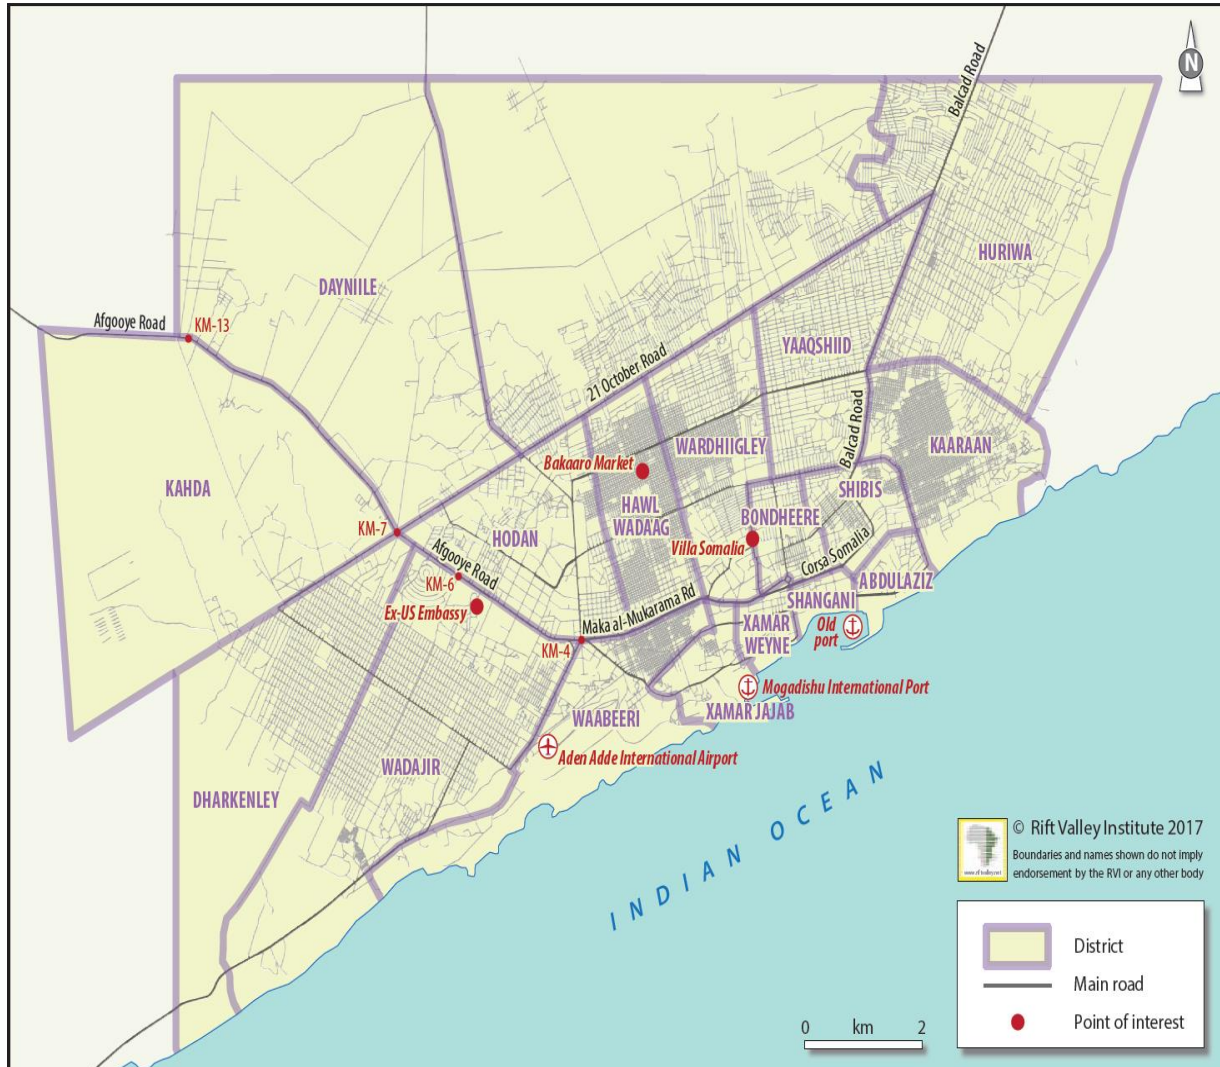 N
Balcad Road
HURIWA
DAYNIILE
Afgooye Road
KM-13
YAAQSHIID
21 October Road
Balcad Road
WARDHIIGLEY
KAARAAN
Bakaaro Market
KAHDA
SHIBIS
HAWL
WADAAG
BONDHEERE
KM-7
HODAN
Villa Somalia
Afgooye Road
Corsa Somalia
KM-6
ABDULAZIZ
Ex-US Embassy
Maka al-Mukarama Rd
SHANGANI
XAMAR
WEYNE
Old
port
KM-4
Mogadishu International Port
XAMAR JAJAB
WAABEERI
Aden Adde International Airport
WADAJIR
DHARKENLEY
INDIAN OCEAN
© Rift Valley Institute 2017
Boundaries and names shown do not imply
endorsement by the RVI or any other body
District
Main road
Point of interest
0 km 2